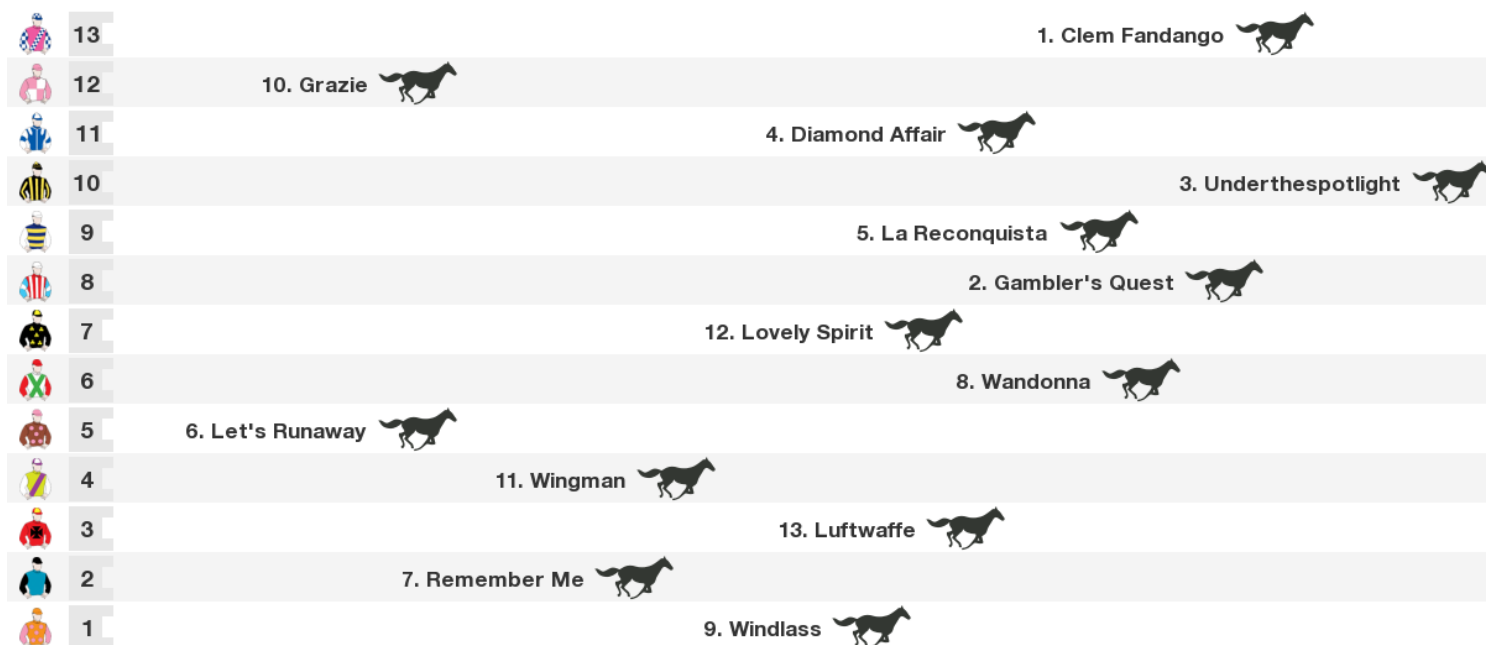 13 1. Clem Fandango
12 10. Grazie
11 4. Diamond Affair
10 3. Underthespotlight
9 5. La Reconquista
8 2. Gambler's Quest
7 12. Lovely Spirit
6 8. Wandonna
5 6. Let's Runaway
4 11. Wingman
3 13. Luftwaffe
2 7. Remember Me
1 9. Windlass